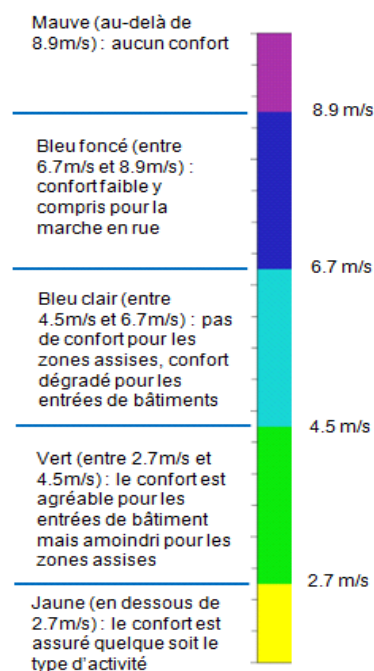 Mauve (au-delà de
8.9m/s) : aucun confort
8.9 m/s
Bleu foncé (entre
6.7m/s et 8.9m/s) :
confort faible y
compris pour la
marche en rue
6.7 m/s
Bleu clair (entre
4.5m/s et 6.7m/s) : pas
de confort pour les
zones assises, confort
dégradé pour les
entrées de bâtiments
4.5 m/s
Vert (entre 2.7m/s et
4.5m/s) : le confort est
agréable pour les
entrées de bâtiment
mais amoindri pour les
zones assises
2.7 m/s
Jaune (en dessous de
2.7m/s) : le confort est
assuré quelque soit le
type d'activité